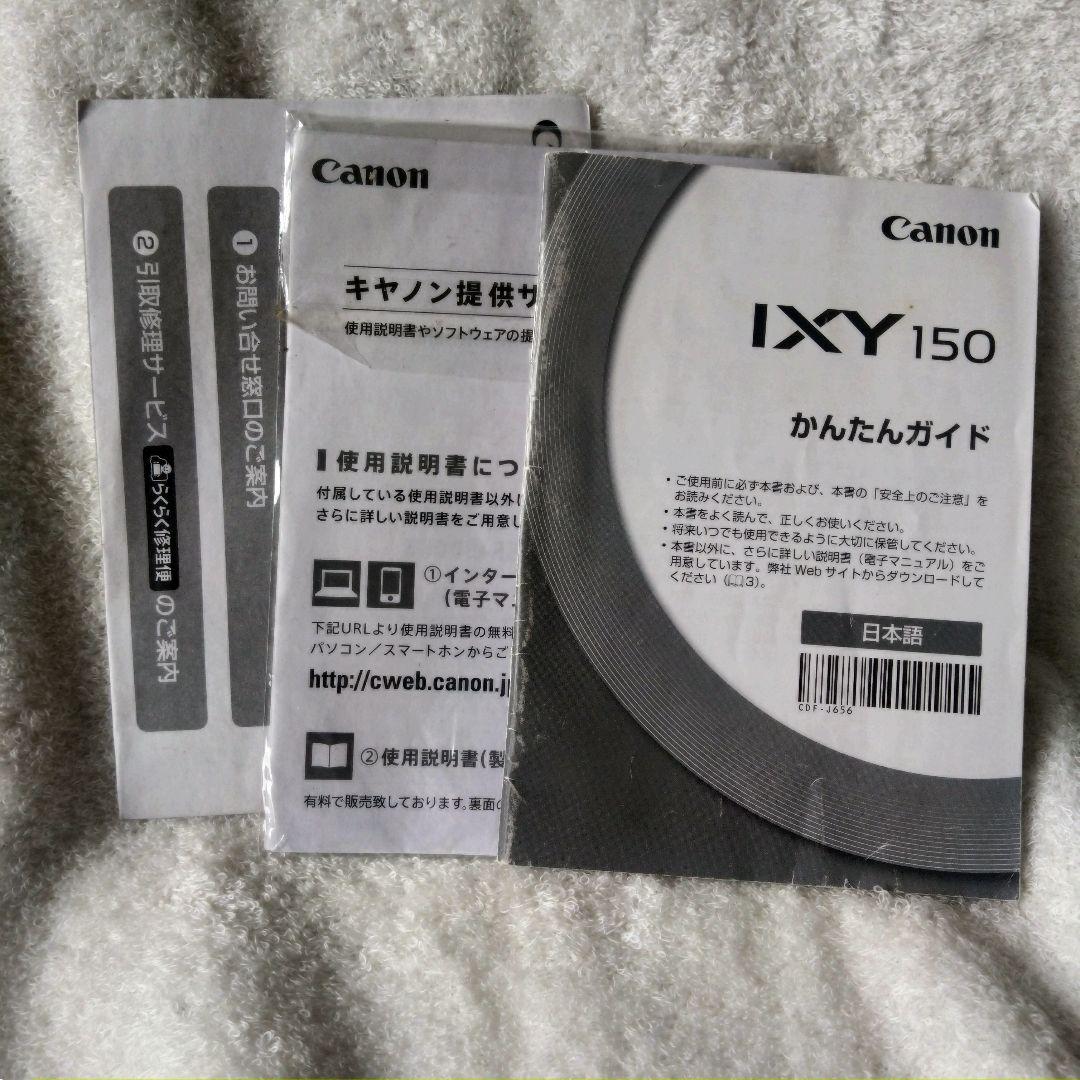 ② 引取修理サービス らくらく修理便 のご案内
① お問い合せ窓口のご案内
Canon
キヤノン提供サ
使用説明書やソフトウェアの提
使用説明書につ
付属している使用説明書以外に
さらに詳しい説明書をご用意し
①インター
(電子マ
下記URLより使用説明書の無料
パソコン／スマートホンからご
http://cweb.canon.j
②使用説明書(製
有料で販売致しております。裏面の
Canon
IXY 150
かんたんガイド
・ご使用前に必ず本書および、本書の「安全上のご注意」を
お読みください。
・本書をよく読んで、正しくお使いください。
・将来いつでも使用できるように大切に保管してください。
・本書以外に、さらに詳しい説明書（電子マニュアル）をご
用意しています。弊社 Web サイトからダウンロードして
ください（📖3）。
日本語
CDF-J656